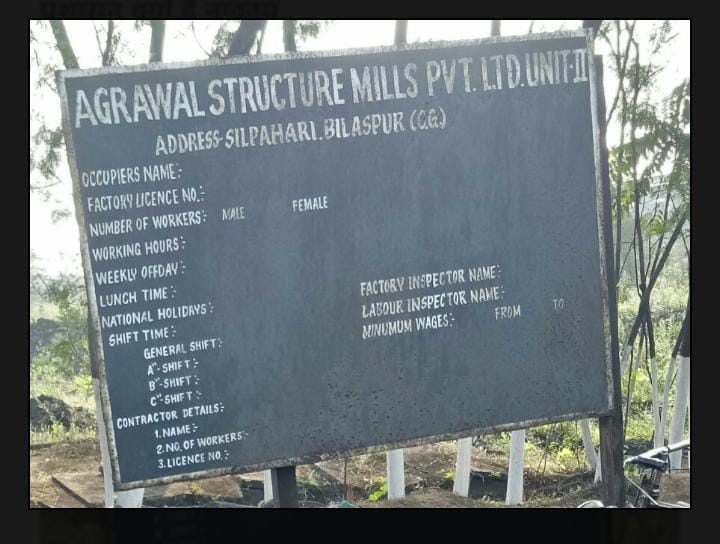 AGRAWAL STRUCTURE MILLS PVT. LTD. UNIT-II
ADDRESS-SILPAHARI.BILASPUR (C.G.)
OCCUPIERS NAME:-
FACTORY LICENCE NO.:-
NUMBER OF WORKERS:- MALE FEMALE
WORKING HOURS:-
WEEKLY OFFDAY:-
LUNCH TIME:-
NATIONAL HOLIDAYS:-
SHIFT TIME:-
GENERAL SHIFT:-
A"-SHIFT:-
B"-SHIFT:-
C"-SHIFT:-
CONTRACTOR DETAILS:-
1.NAME:-
2.NO.OF WORKERS:-
3.LICENCE NO.:-
FACTORY INSPECTOR NAME:-
LABOUR INSPECTOR NAME:-
MINUMUM WAGES:- FROM TO